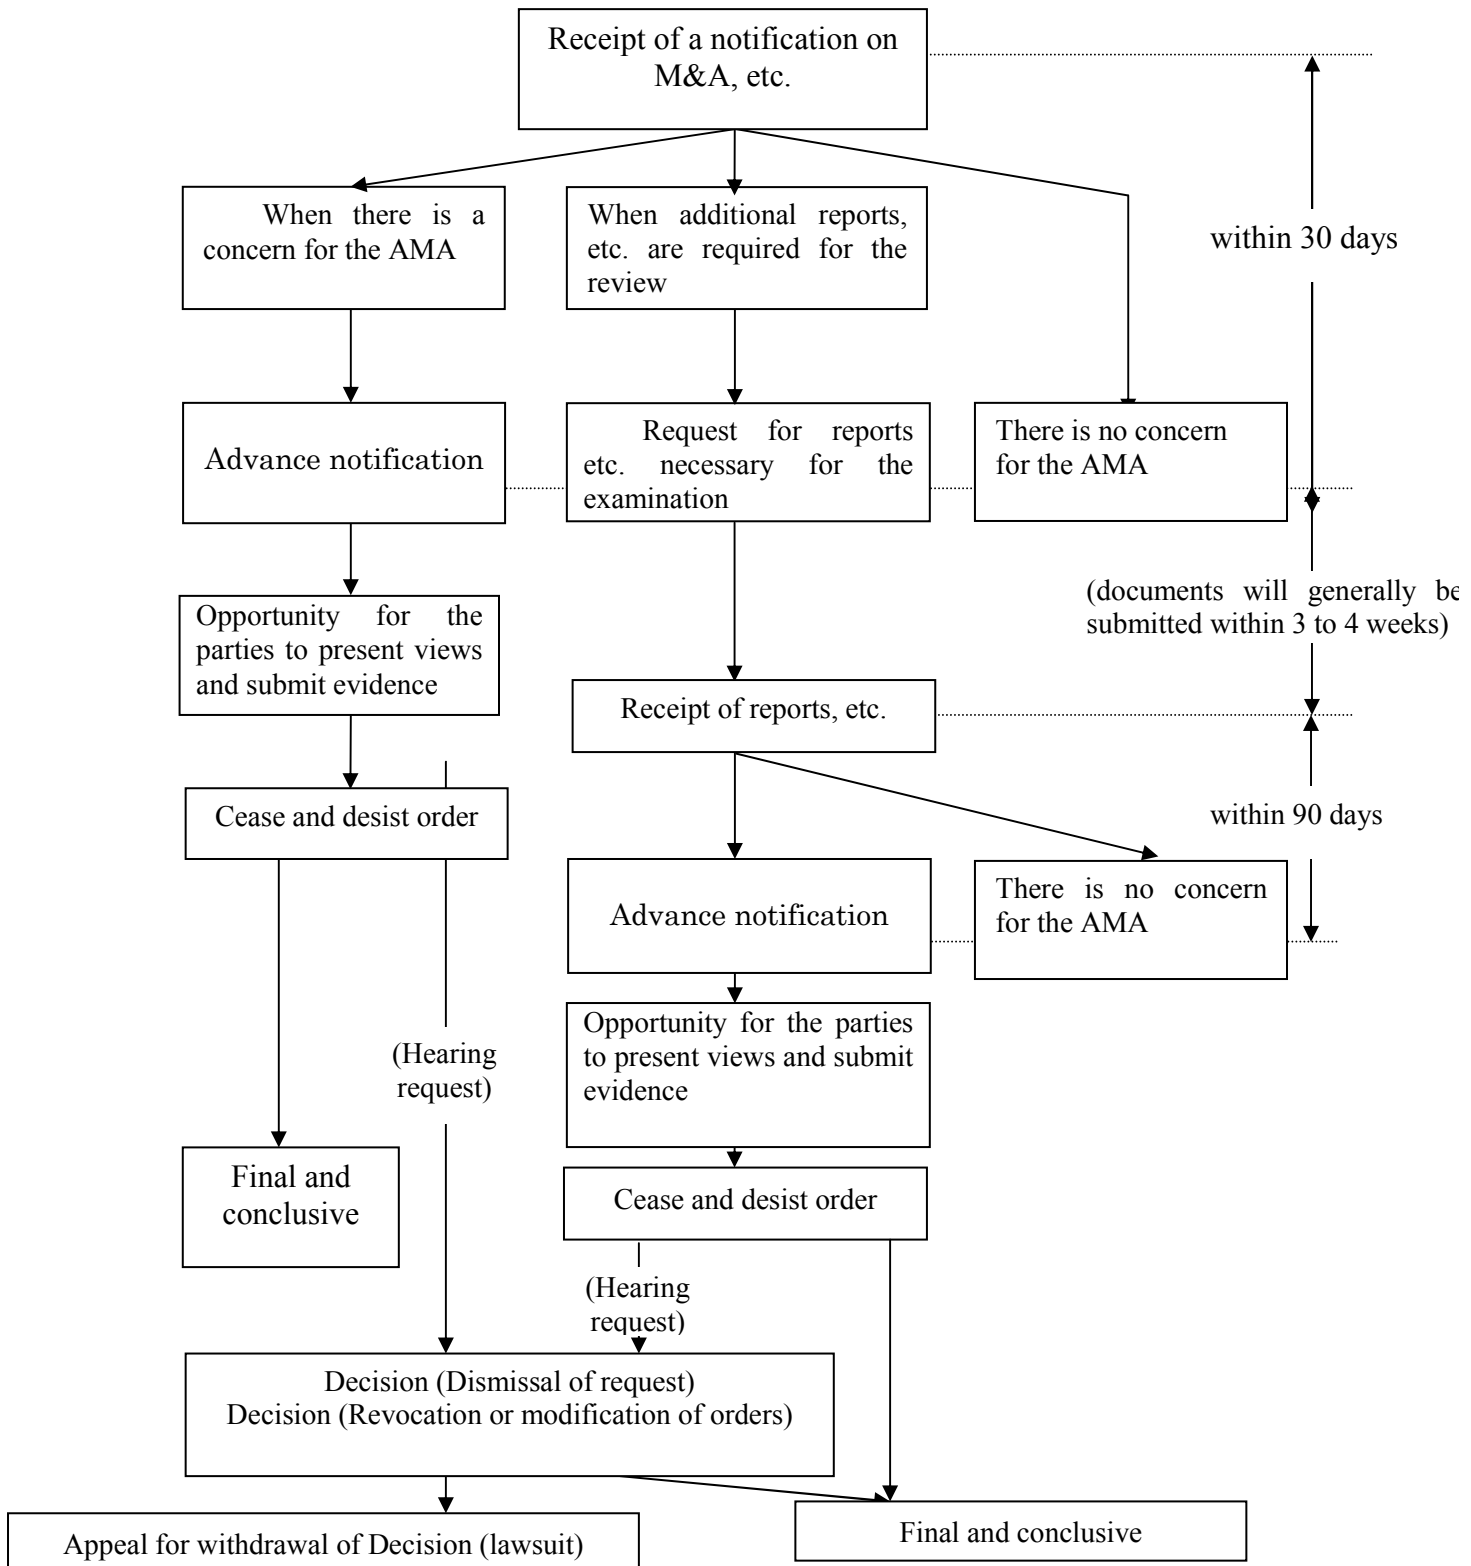 Receipt of a notification on
M&A, etc.
When there is a
concern for the AMA
When additional reports,
etc. are required for the
review
within 30 days
Advance notification
Request for reports
etc. necessary for the
examination
There is no concern
for the AMA
(documents will generally be
submitted within 3 to 4 weeks)
Opportunity for the
parties to present views
and submit evidence
Receipt of reports, etc.
Cease and desist order
within 90 days
Advance notification
There is no concern
for the AMA
Opportunity for the parties
to present views and submit
evidence
(Hearing
request)
Final and
conclusive
Cease and desist order
(Hearing
request)
Decision (Dismissal of request)
Decision (Revocation or modification of orders)
Appeal for withdrawal of Decision (lawsuit)
Final and conclusive